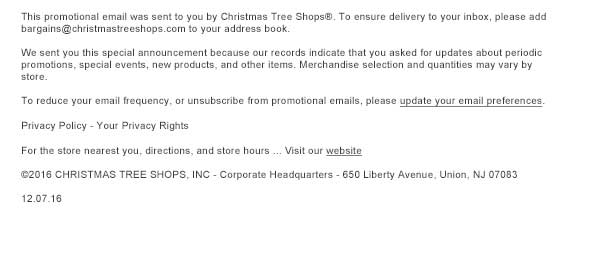 This promotional email was sent to you by Christmas Tree Shops®. To ensure delivery to your inbox, please add
bargains@christmastreeshops.com to your address book.
We sent you this special announcement because our records indicate that you asked for updates about periodic
promotions, special events, new products, and other items. Merchandise selection and quantities may vary by
store.
To reduce your email frequency, or unsubscribe from promotional emails, please update your email preferences.
Privacy Policy - Your Privacy Rights
For the store nearest you, directions, and store hours ... Visit our website
©2016 CHRISTMAS TREE SHOPS, INC - Corporate Headquarters - 650 Liberty Avenue, Union, NJ 07083
12.07.16